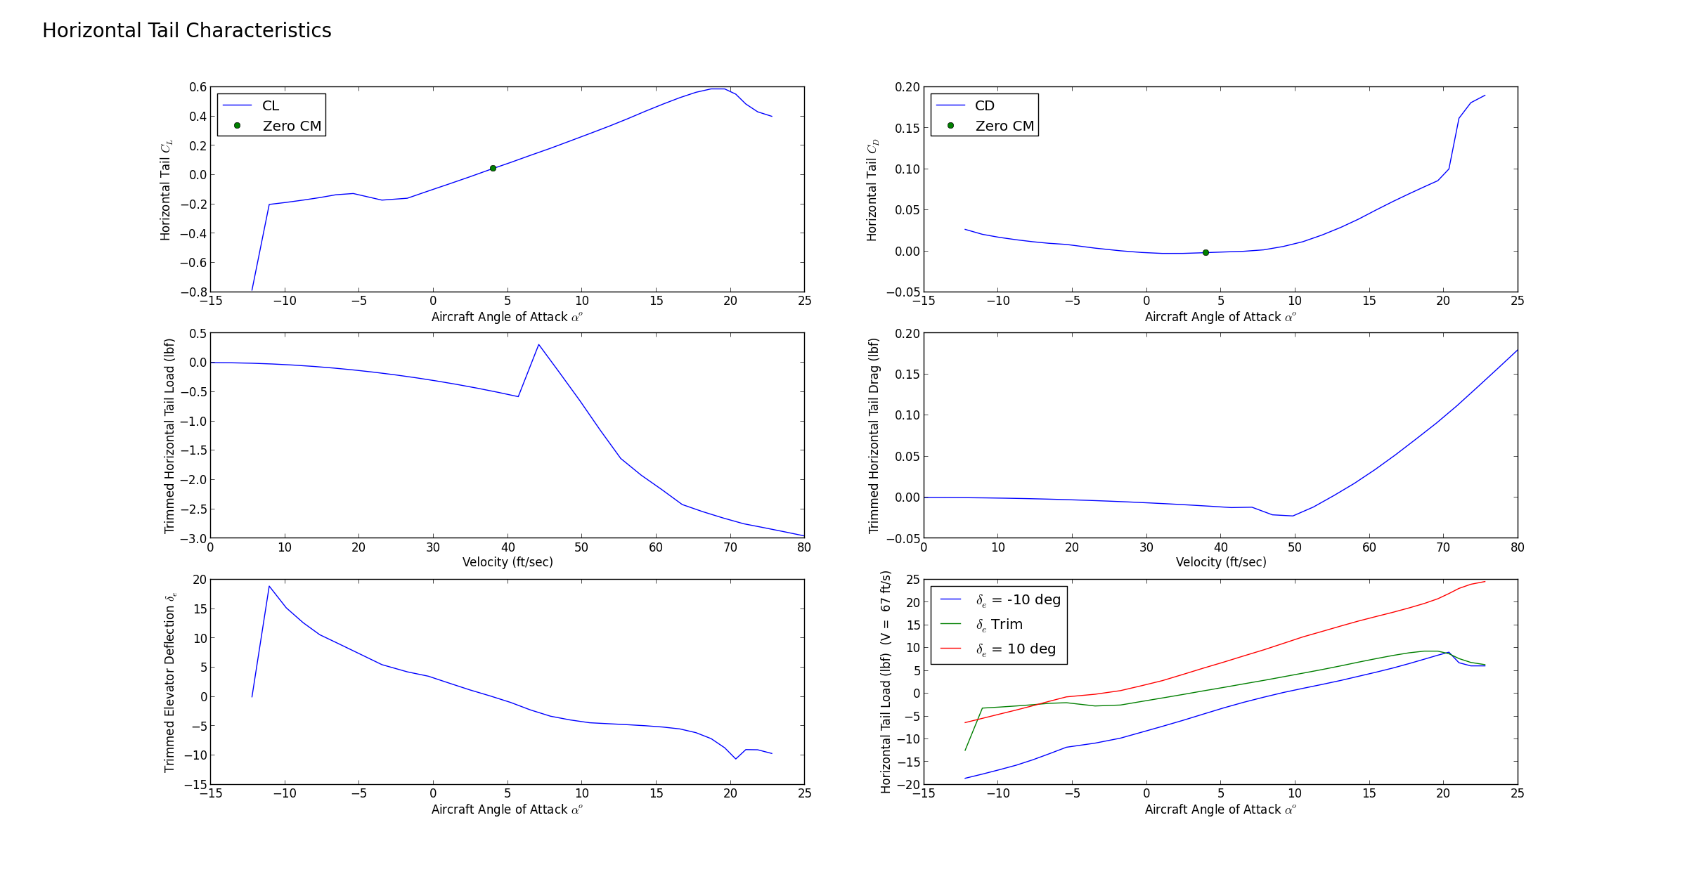 Horizontal Tail Characteristics
0.6
0.4
0.2
0.0
−0.2
−0.4
−0.6
−0.8
Horizontal Tail C_L
CL
Zero CM
−15 −10 −5 0 5 10 15 20 25
Aircraft Angle of Attack α°
0.20
0.15
0.10
0.05
0.00
−0.05
Horizontal Tail C_D
CD
Zero CM
−15 −10 −5 0 5 10 15 20 25
Aircraft Angle of Attack α°
0.5
0.0
−0.5
−1.0
−1.5
−2.0
−2.5
−3.0
Trimmed Horizontal Tail Load (lbf)
0 10 20 30 40 50 60 70 80
Velocity (ft/sec)
0.20
0.15
0.10
0.05
0.00
−0.05
Trimmed Horizontal Tail Drag (lbf)
0 10 20 30 40 50 60 70 80
Velocity (ft/sec)
20
15
10
5
0
−5
−10
−15
Trimmed Elevator Deflection δ_e
−15 −10 −5 0 5 10 15 20 25
Aircraft Angle of Attack α°
25
20
15
10
5
0
−5
−10
−15
−20
Horizontal Tail Load (lbf) (V = 67 ft/s)
δ_e = -10 deg
δ_e Trim
δ_e = 10 deg
−15 −10 −5 0 5 10 15 20 25
Aircraft Angle of Attack α°